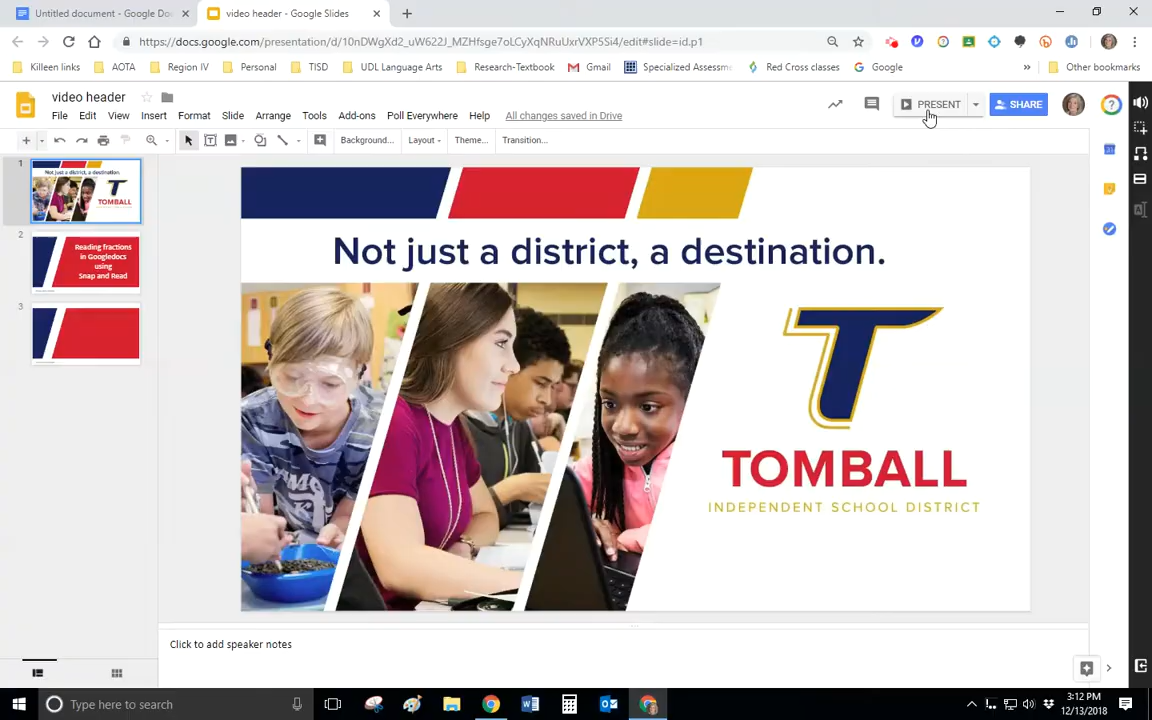 Untitled document - Google Doc
video header - Google Slides
https://docs.google.com/presentation/d/10nDWgXd2_uW622J_MZHfsge7oLCyXqNRuUxrVXP5Si4/edit#slide=id.p1
Killeen links
AOTA
Region IV
Personal
TISD
UDL Language Arts
Research-Textbook
Gmail
Specialized Assessme
Red Cross classes
Google
»
Other bookmarks
video header
PRESENT
SHARE
File Edit View Insert Format Slide Arrange Tools Add-ons Poll Everywhere Help All changes saved in Drive
Background... Layout Theme... Transition...
1
Not just a district, a destination.
T
TOMBALL
2
Reading fractions
in Googledocs
using
Snap and Read
3
Not just a district, a destination.
T
TOMBALL
INDEPENDENT SCHOOL DISTRICT
Click to add speaker notes
Type here to search
3:12 PM
12/13/2018